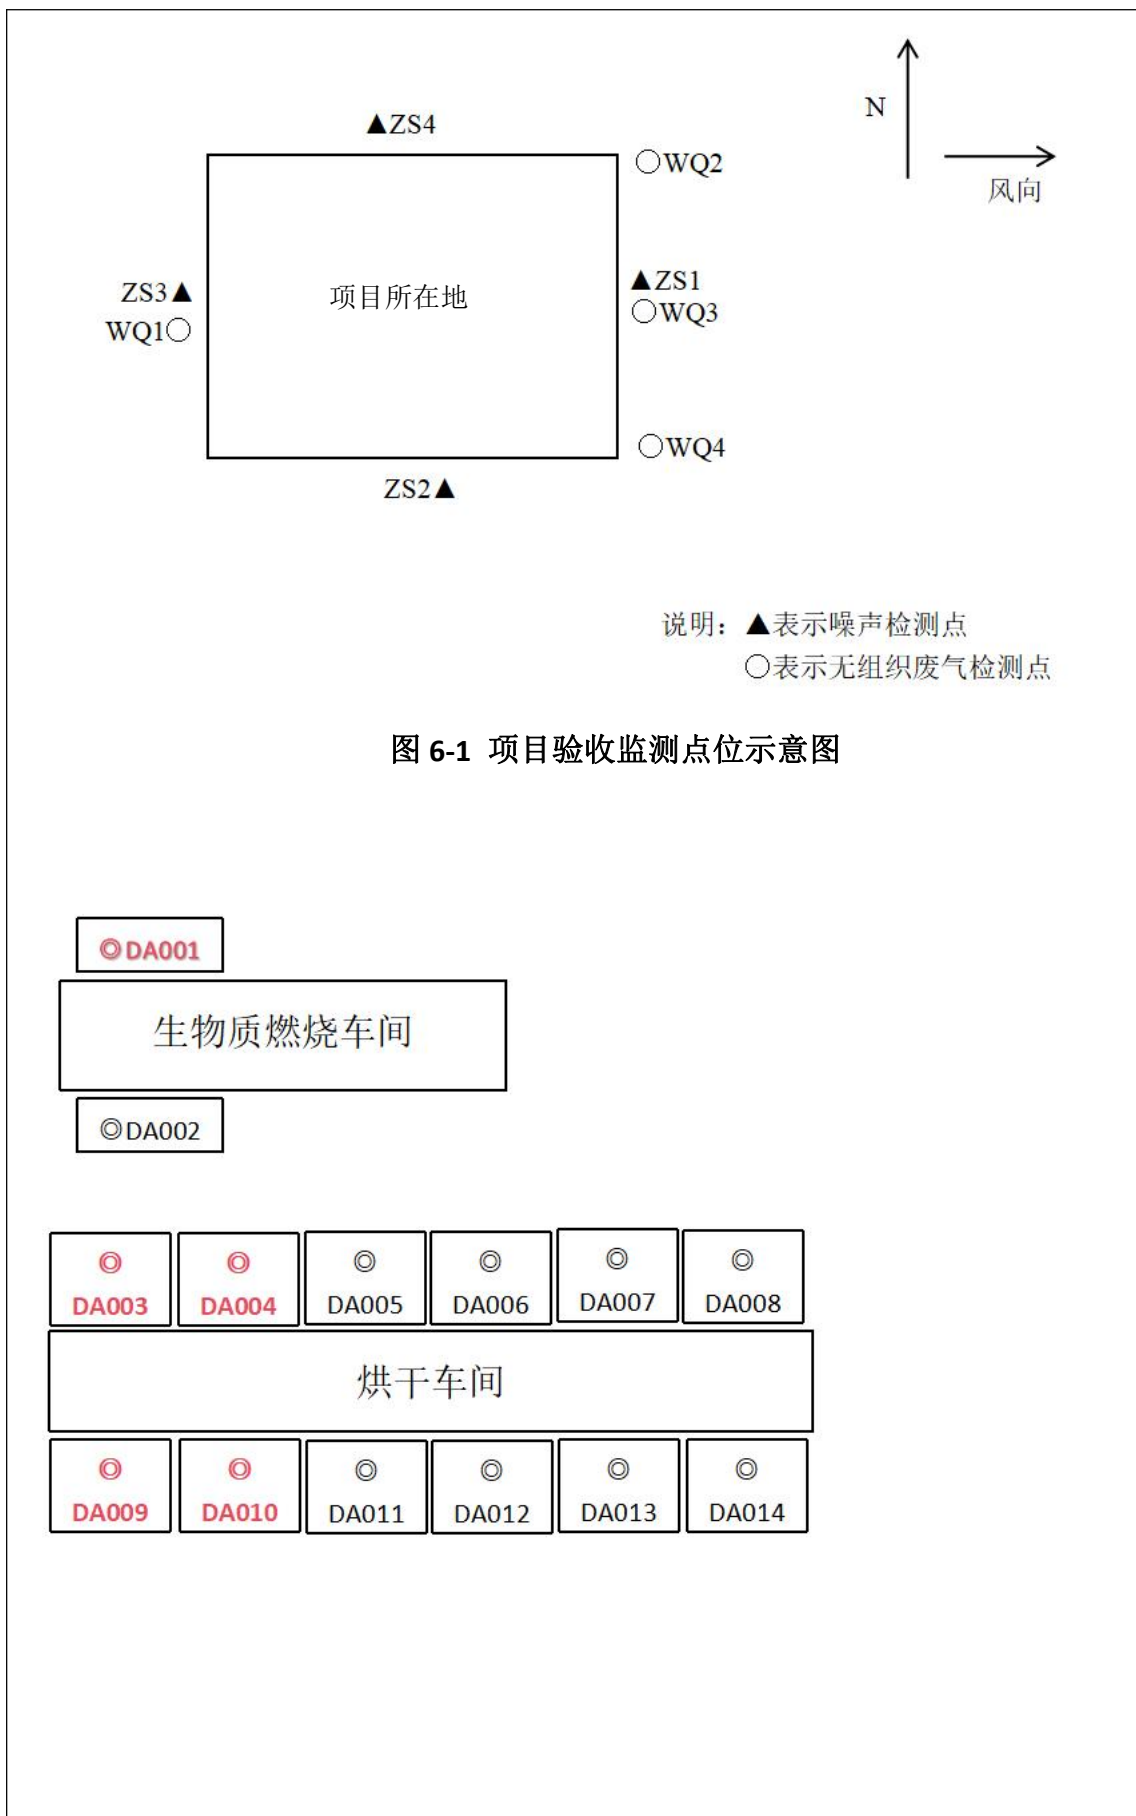 ▲ZS4
N
○WQ2
风向
ZS3▲
项目所在地
▲ZS1
WQ1○
○WQ3
○WQ4
ZS2▲
说明：▲表示噪声检测点
○表示无组织废气检测点
图 6-1 项目验收监测点位示意图
◎DA001
生物质燃烧车间
◎DA002
◎ ◎ ◎ ◎ ◎ ◎
DA003 DA004 DA005 DA006 DA007 DA008
烘干车间
◎ ◎ ◎ ◎ ◎ ◎
DA009 DA010 DA011 DA012 DA013 DA014